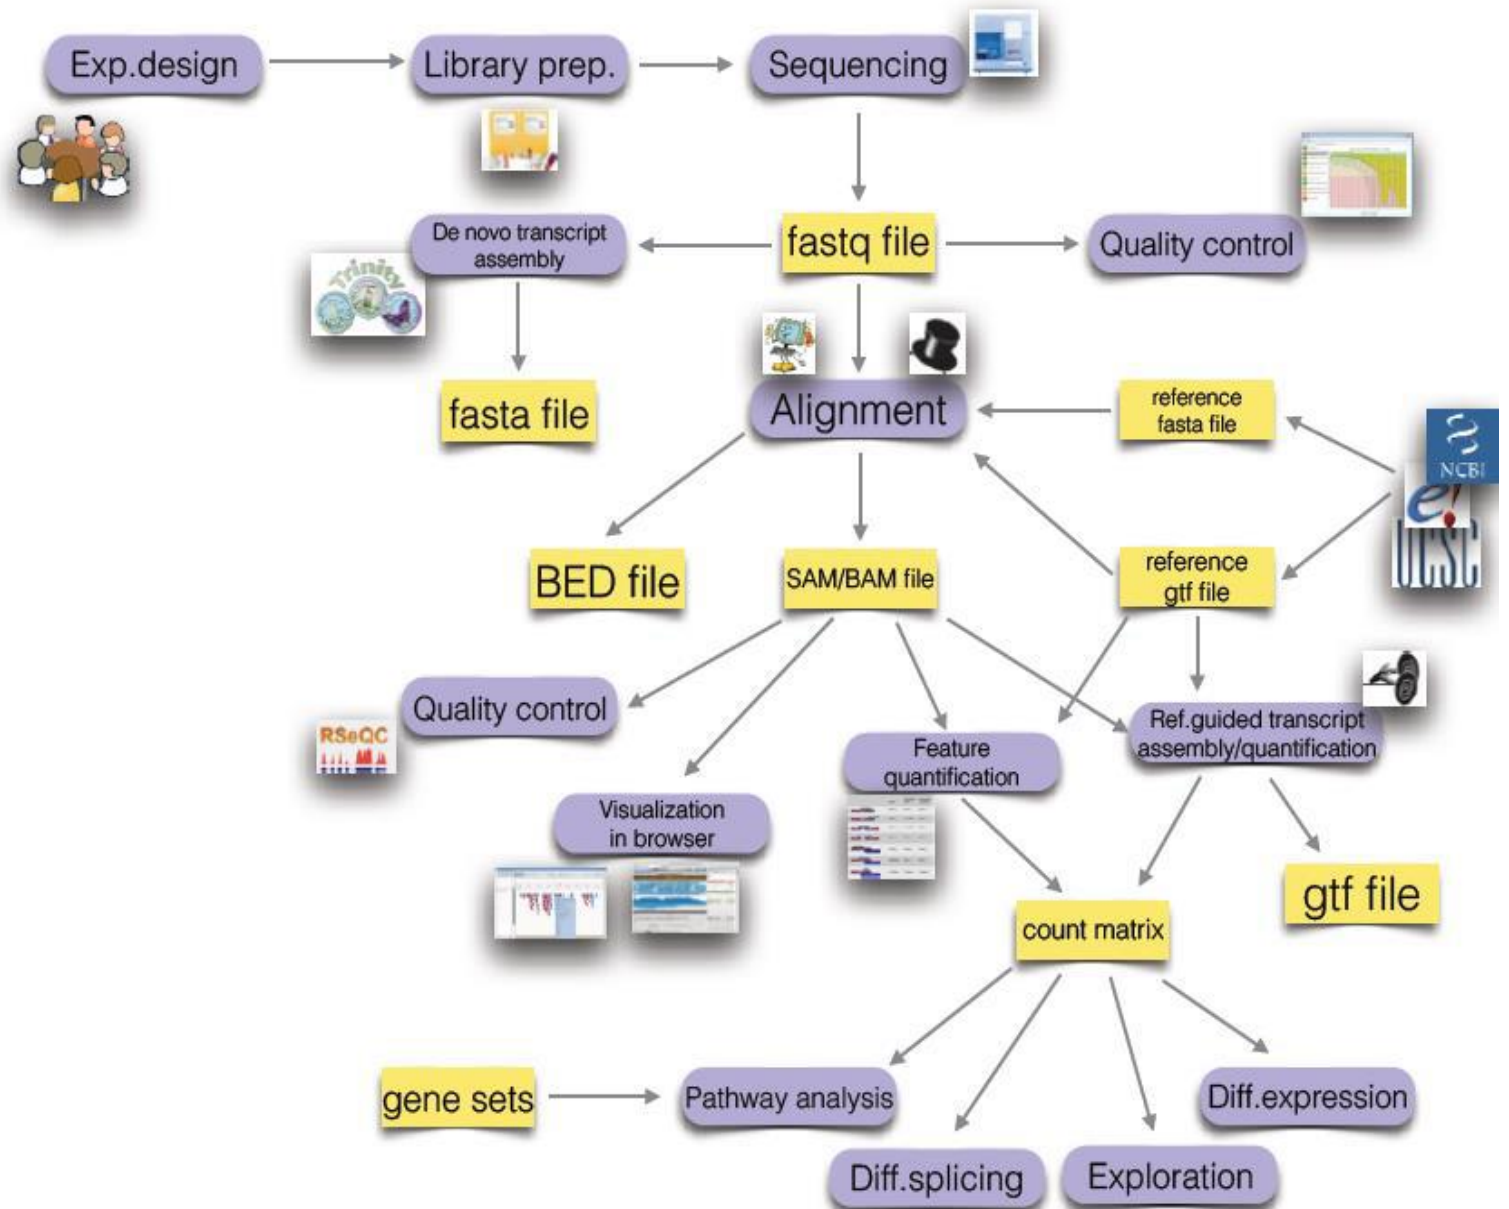 Exp.design
Library prep.
Sequencing
De novo transcript
assembly
fastq file
Quality control
Trinity
fasta file
Alignment
reference
fasta file
NCBI
e!
UCSC
BED file
SAM/BAM file
reference
gtf file
Quality control
RSeQC
Ref.guided transcript
assembly/quantification
Feature
quantification
Visualization
in browser
gtf file
count matrix
gene sets
Pathway analysis
Diff.expression
Diff.splicing
Exploration